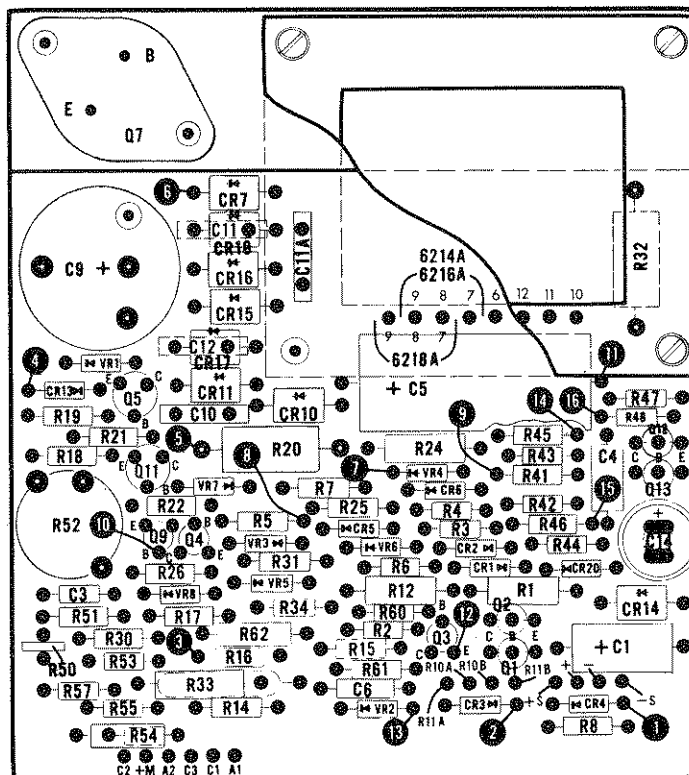 B
E
Q7
6
CR7
C11
CR18
C11A
CR16
CR15
C9 +
R32
6214A
6216A
9 8 7 6 12 11 10
9 8 7
6218A
C12
CR17
4
VR1
CR13
E C
Q5
B
CR11
C10
CR10
+ C5
11
9
14
16
R47
R48
R19
R21
5
R18
E C
Q11
B
8
R20
R24
7
VR4
R45
R43
R41
C4
C E
Q13
R52
VR7
R22
R7
CR6
15
10
E
Q9
B
B
Q4
E
R5
R25
R4
R42
R3
R46
VR3
CR5
R44
+
C14
R31
VR6
CR2
R26
R6
CR1
CR20
C3
VR8
VR5
R12
R1
CR14
R51
R17
R34
R60
12
Q2
B
Q3
C E
C B E
Q1
+ C1
R30
3
R62
R2
R15
R50
R53
R16
R61
R10A
R10B
R11B
+ -
R57
R33
C6
R11A
+S
-S
R55
R14
VR2
CR3
CR4
R54
13
2
R8
1
C2 +M A2 C3 C1 A1